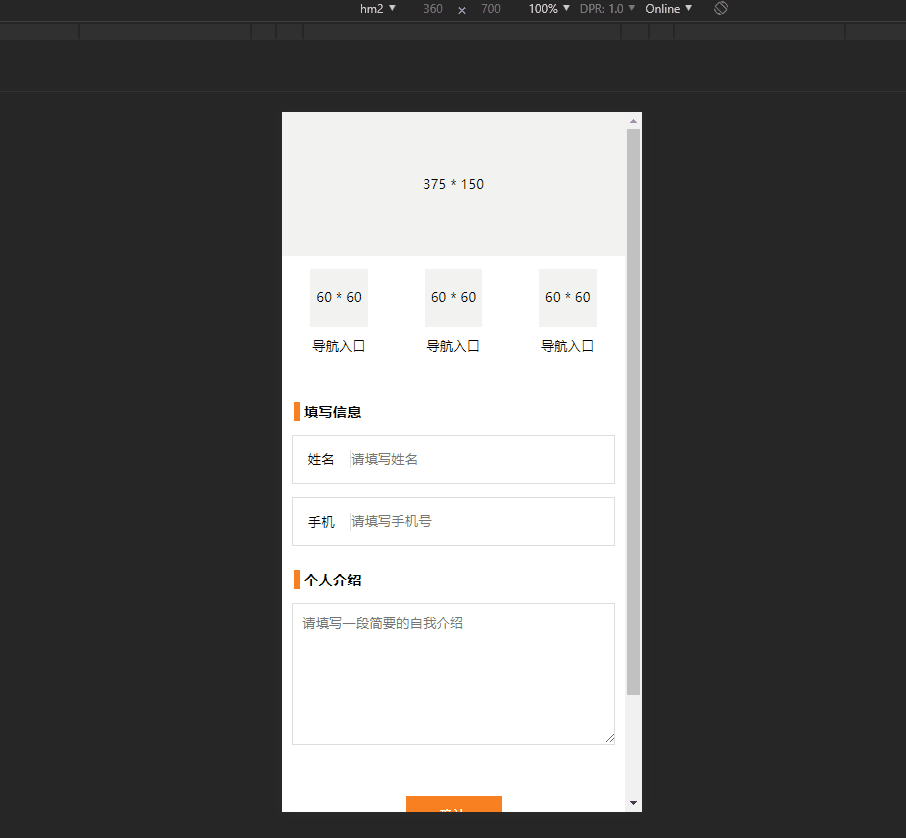 hm2 360 × 700 100% DPR: 1.0 Online
375 * 150
60 * 60 60 * 60 60 * 60
导航入口 导航入口 导航入口
填写信息
姓名 请填写姓名
手机 请填写手机号
个人介绍
请填写一段简要的自我介绍